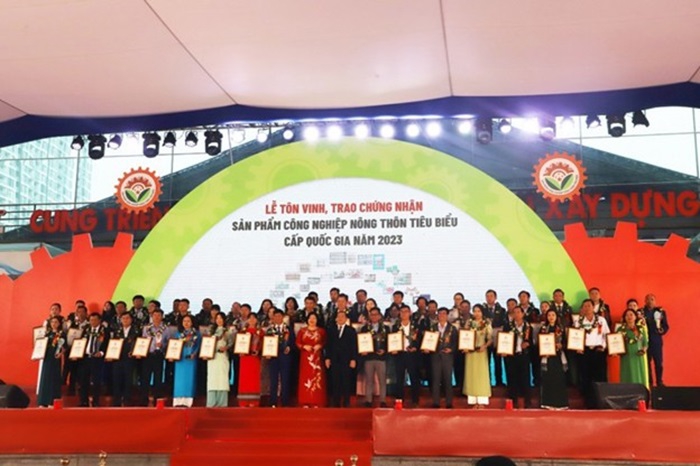 LỄ TÔN VINH, TRAO CHỨNG NHẬN
SẢN PHẨM CÔNG NGHIỆP NÔNG THÔN TIÊU BIỂU
CẤP QUỐC GIA NĂM 2023
CUNG TRIỂN
XÂY DỰNG